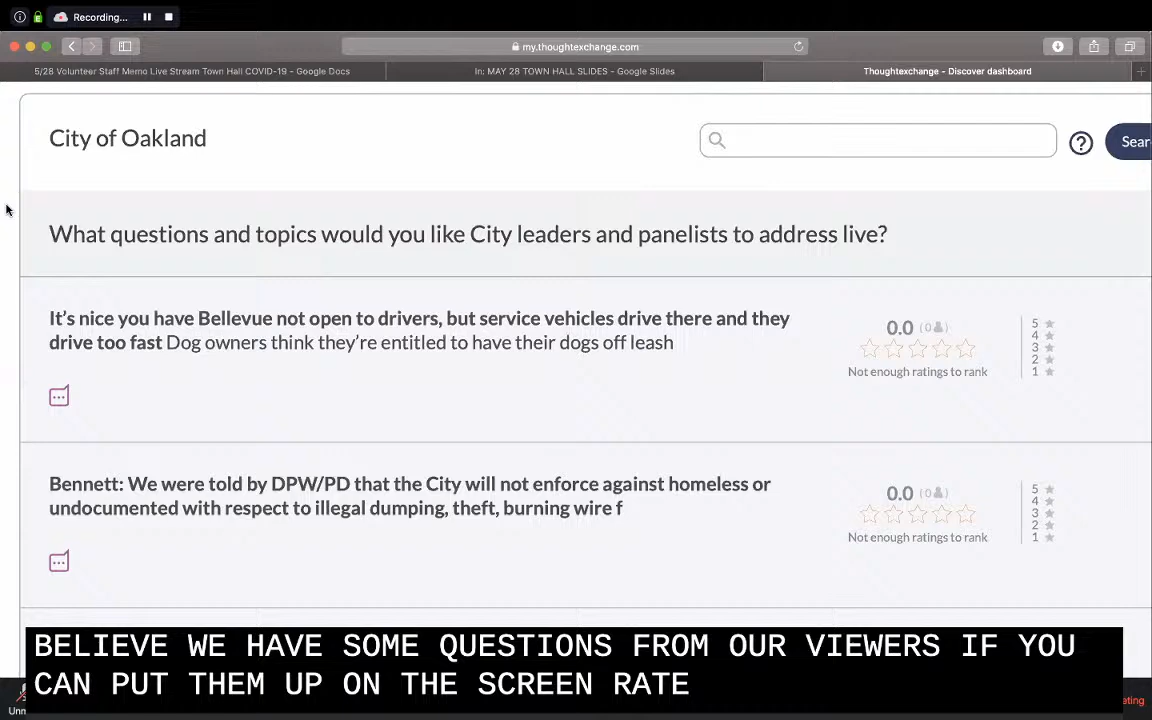 Recording...
my.thoughtexchange.com
5/28 Volunteer Staff Memo Live Stream Town Hall COVID-19 - Google Docs
In: MAY 28 TOWN HALL SLIDES - Google Slides
Thoughtexchange - Discover dashboard
City of Oakland
Sear
What questions and topics would you like City leaders and panelists to address live?
It's nice you have Bellevue not open to drivers, but service vehicles drive there and they
drive too fast Dog owners think they're entitled to have their dogs off leash
0.0 (0)
Not enough ratings to rank
5
4
3
2
1
Bennett: We were told by DPW/PD that the City will not enforce against homeless or
undocumented with respect to illegal dumping, theft, burning wire f
0.0 (0)
Not enough ratings to rank
5
4
3
2
1
BELIEVE WE HAVE SOME QUESTIONS FROM OUR VIEWERS IF YOU
CAN PUT THEM UP ON THE SCREEN RATE
Unm
eting